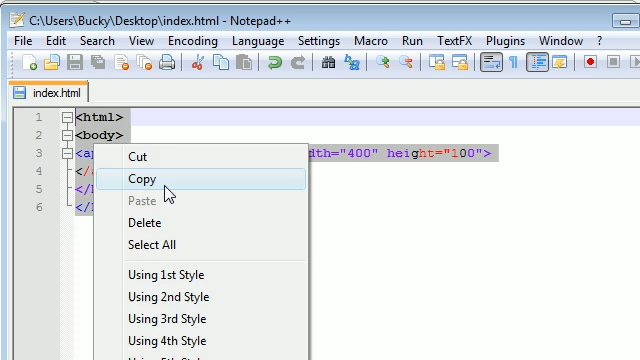 C:\Users\Bucky\Desktop\index.html - Notepad++
File Edit Search View Encoding Language Settings Macro Run TextFX Plugins Window ?
index.html
1 <html>
2 <body>
3 <ap dth="400" height="100">
4 </
5 </
6 </
Cut
Copy
Paste
Delete
Select All
Using 1st Style
Using 2nd Style
Using 3rd Style
Using 4th Style